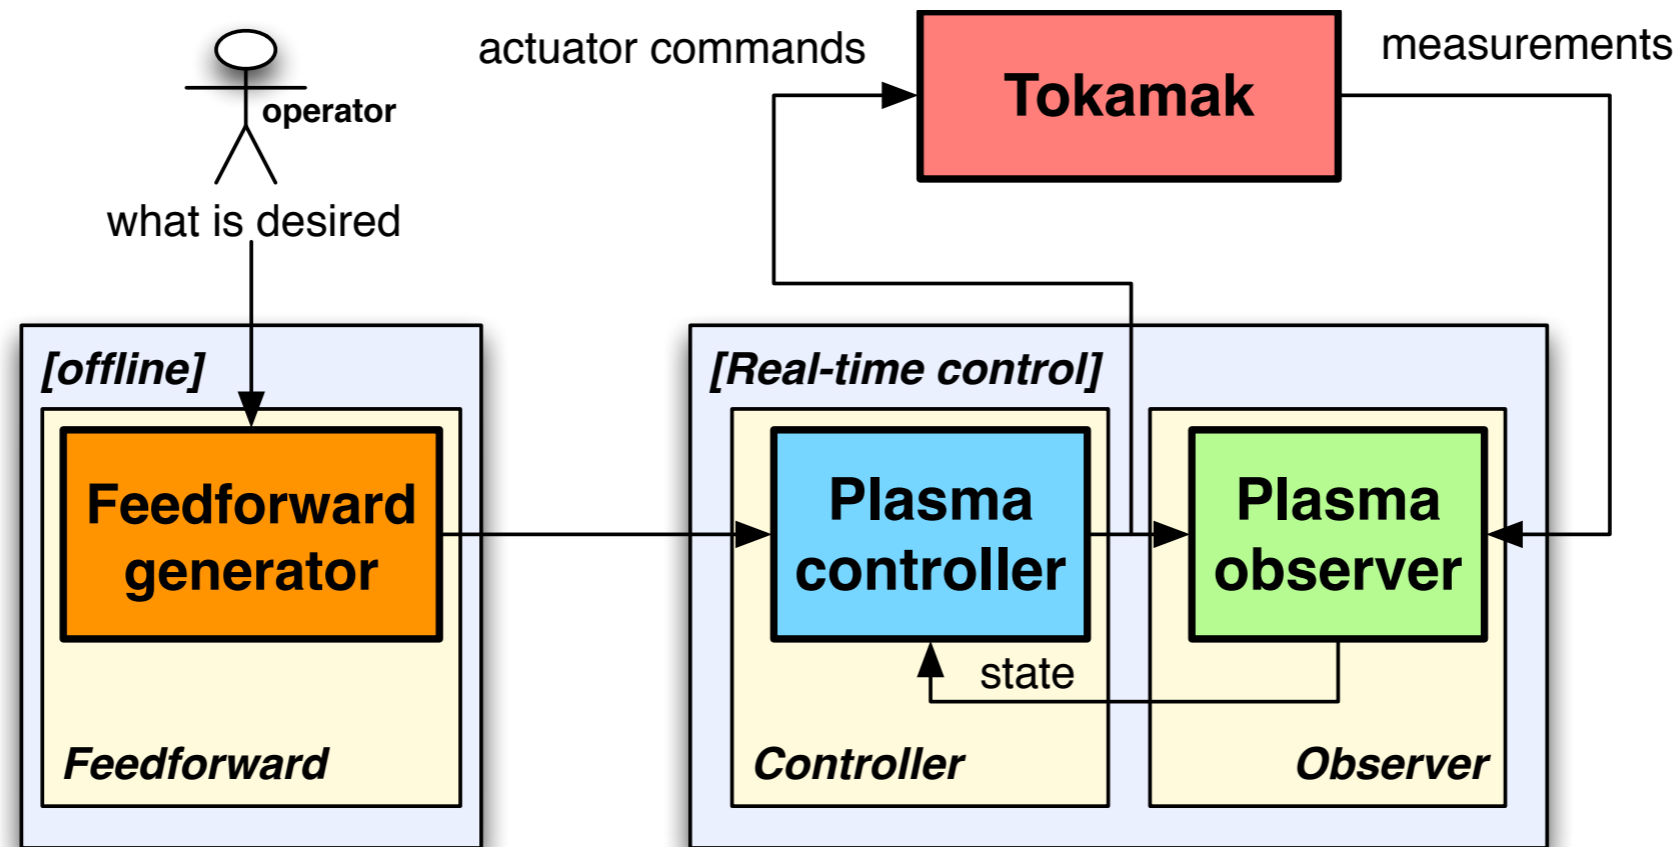 operator
what is desired
actuator commands
Tokamak
measurements
[offline]
Feedforward
generator
Feedforward
[Real-time control]
Plasma
controller
Plasma
observer
state
Controller
Observer